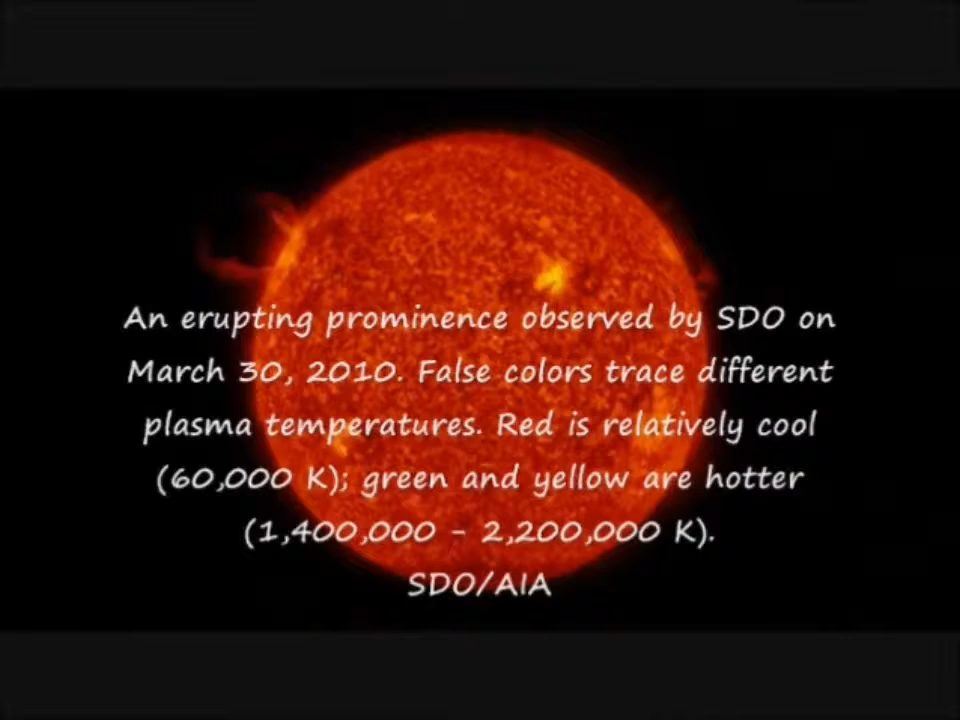 An erupting prominence observed by SDO on
March 30, 2010. False colors trace different
plasma temperatures. Red is relatively cool
(60,000 K); green and yellow are hotter
(1,400,000 - 2,200,000 K).
SDO/AIA